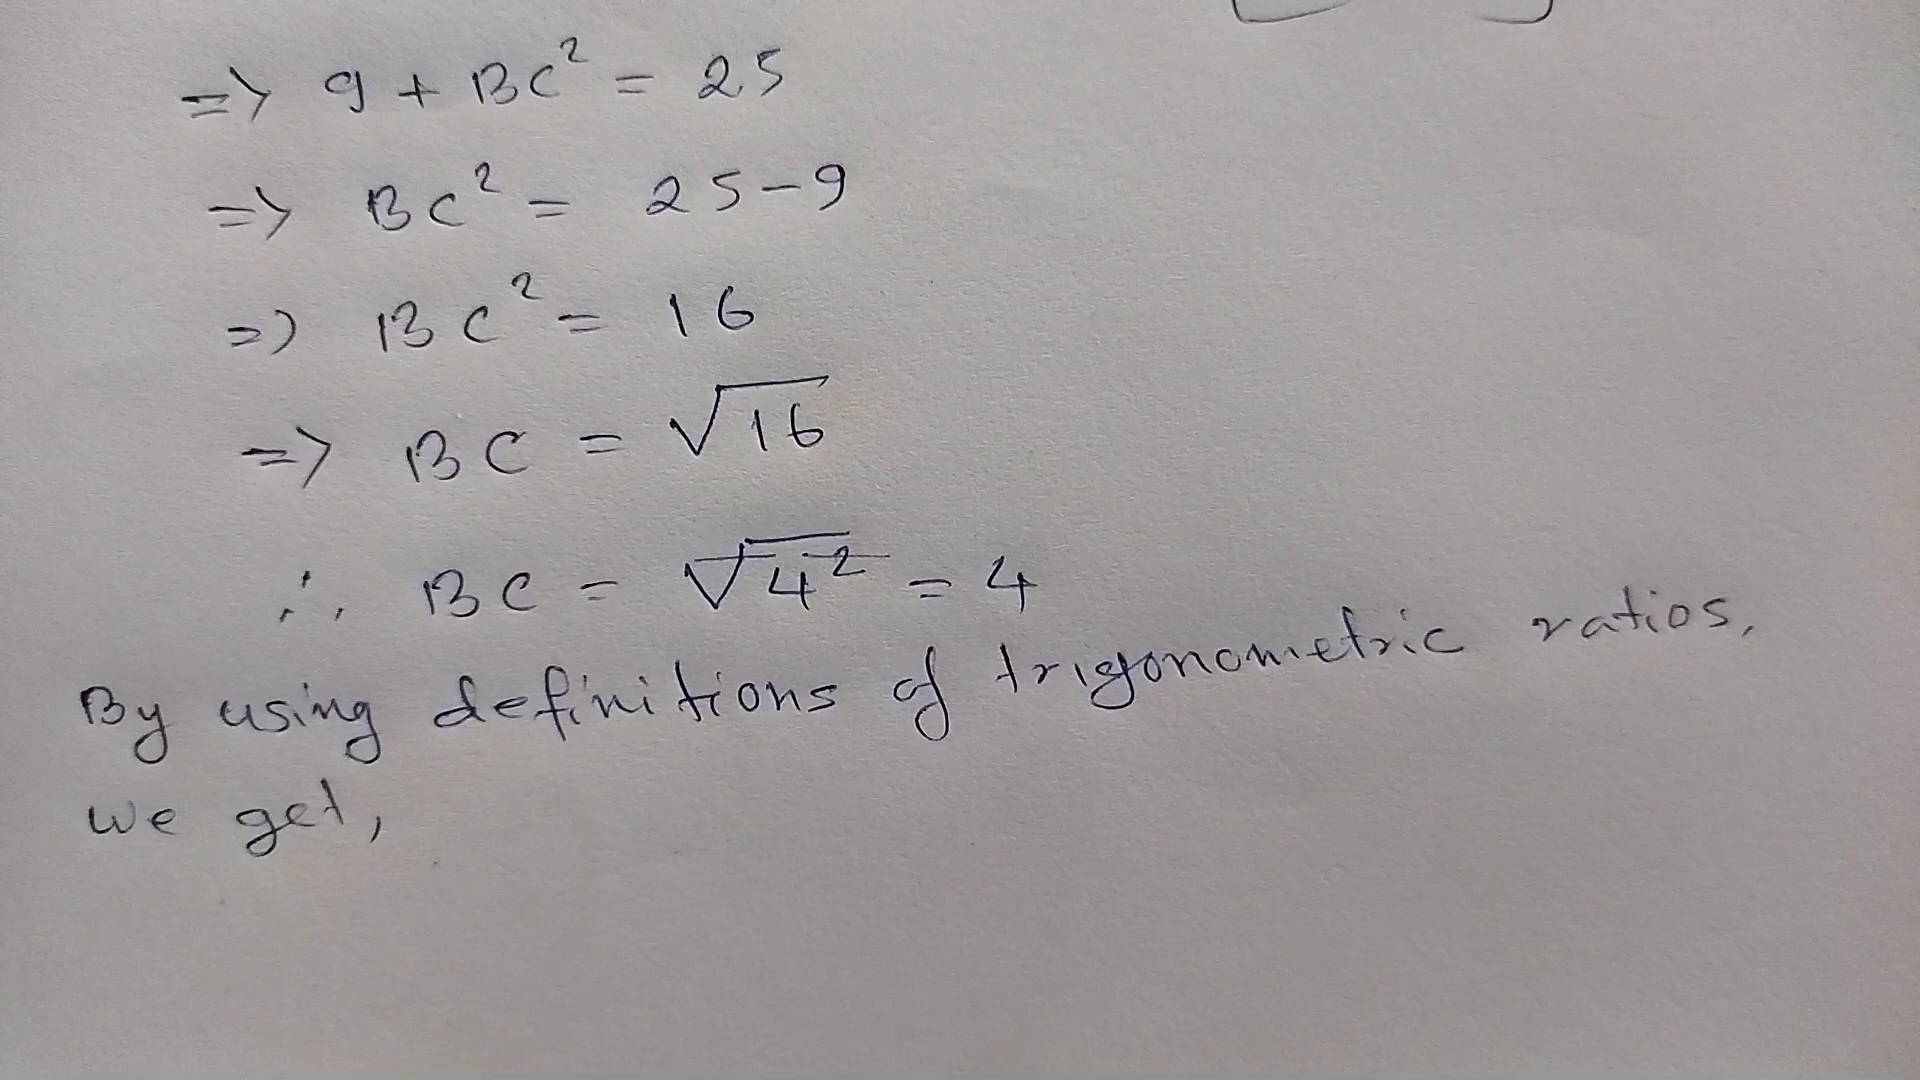 => 9 + BC² = 25
=> BC² = 25-9
=> BC² = 16
=> BC = √16
∴ BC = √4² = 4
By using definitions of trigonometric ratios,
we get,